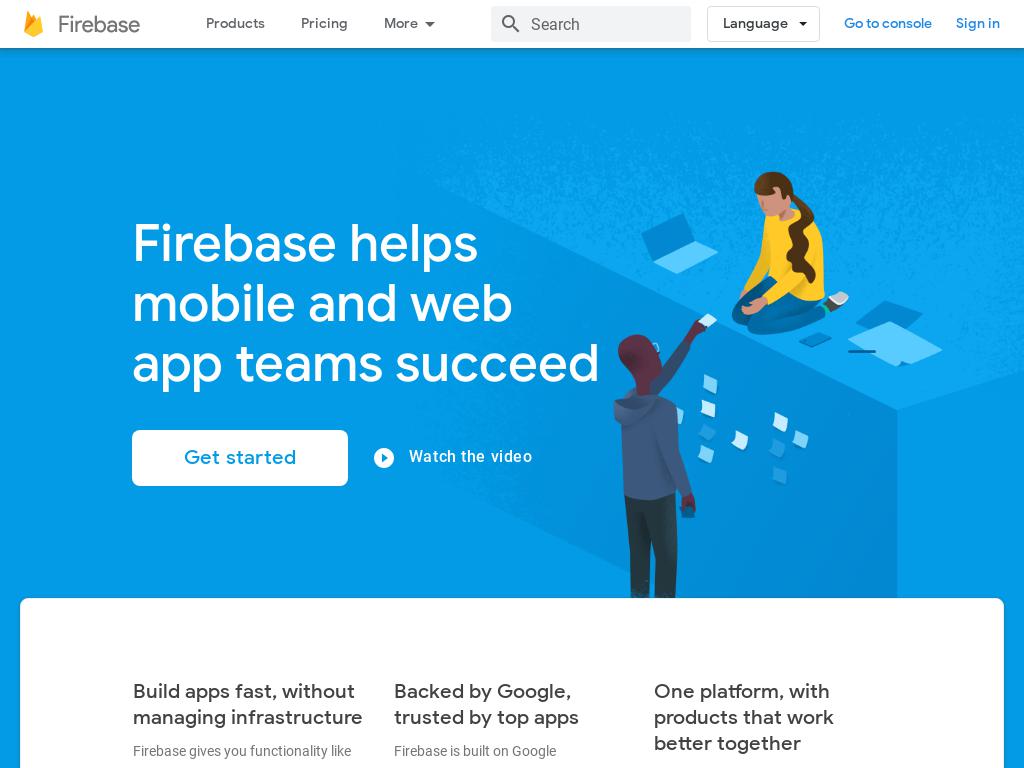 Firebase
Products
Pricing
More
Search
Language
Go to console
Sign in
Firebase helps
mobile and web
app teams succeed
Get started
Watch the video
Build apps fast, without
managing infrastructure
Firebase gives you functionality like
Backed by Google,
trusted by top apps
Firebase is built on Google
One platform, with
products that work
better together